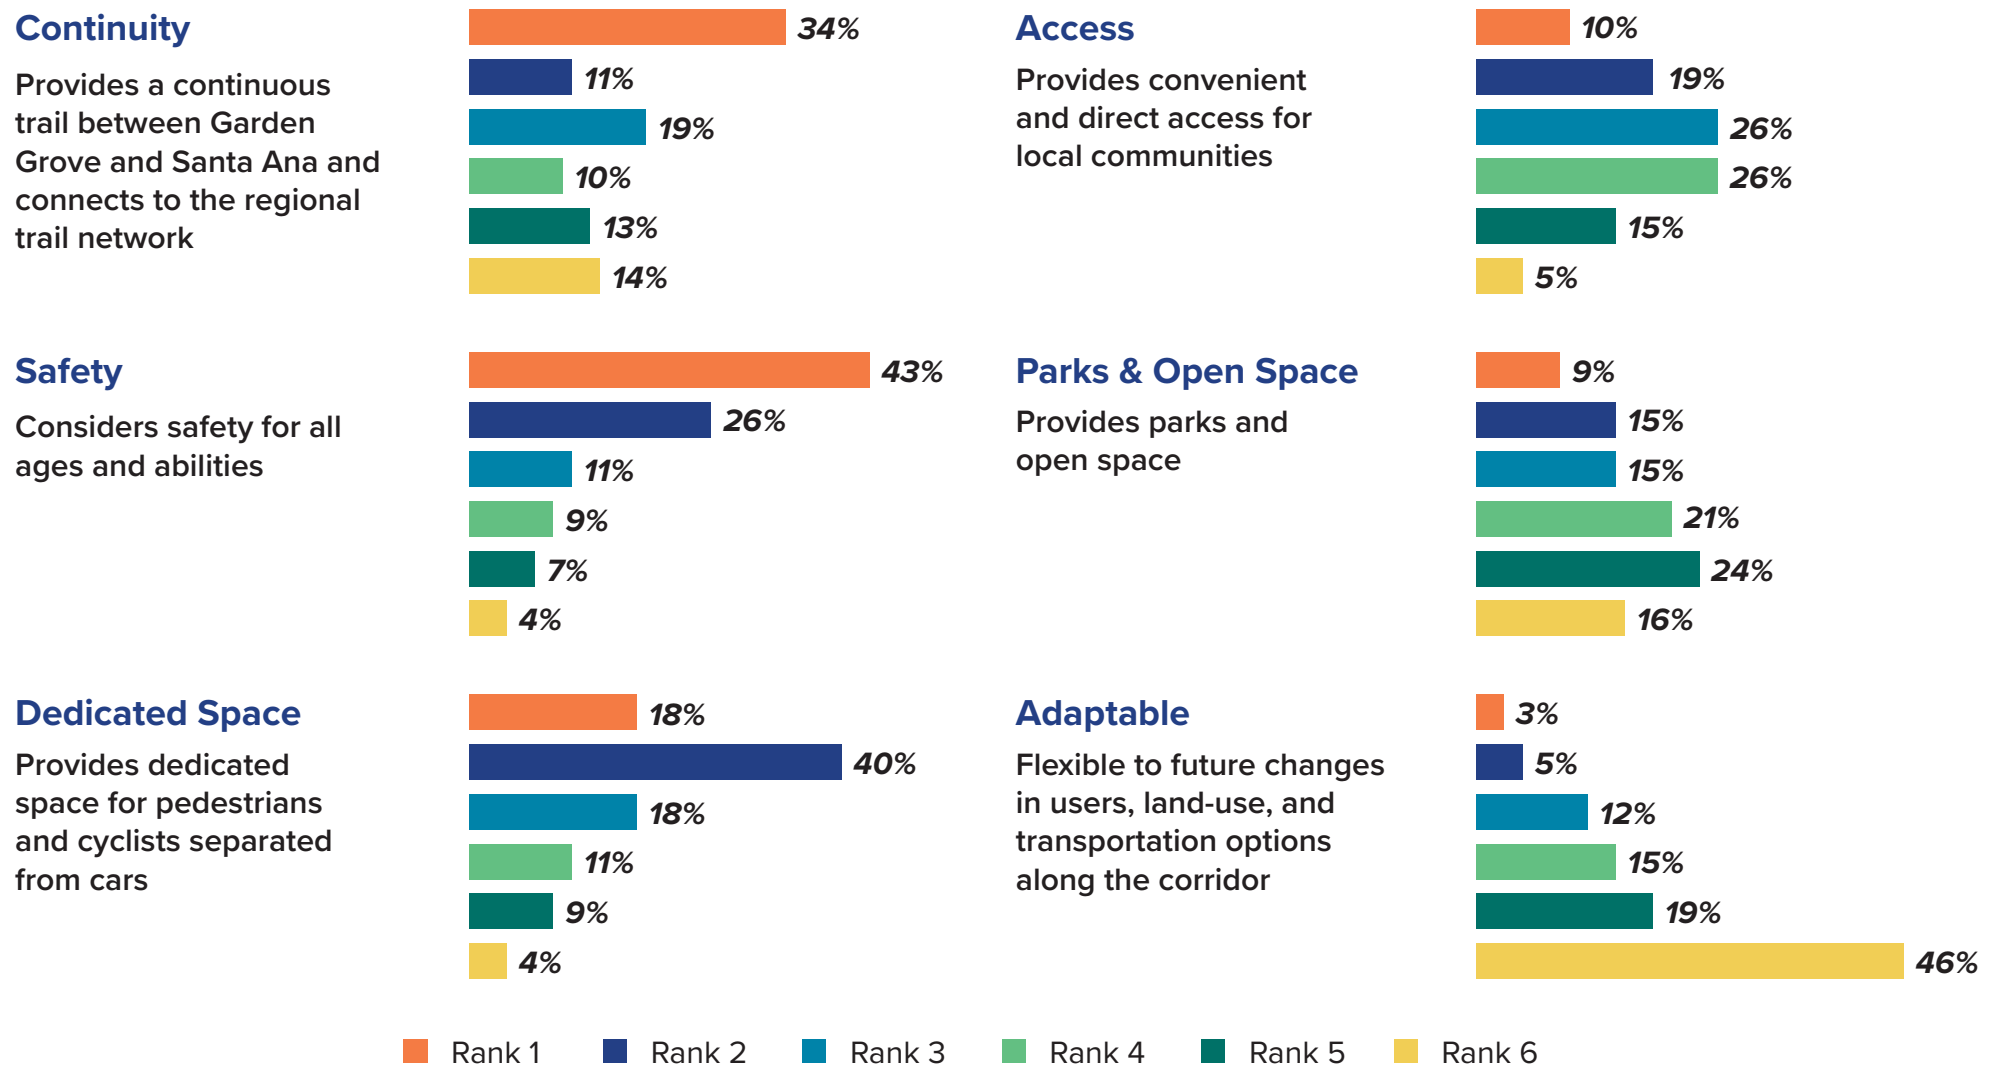 Continuity
Provides a continuous
trail between Garden
Grove and Santa Ana and
connects to the regional
trail network
34%
11%
19%
10%
13%
14%
Access
Provides convenient
and direct access for
local communities
10%
19%
26%
26%
15%
5%
Safety
Considers safety for all
ages and abilities
43%
26%
11%
9%
7%
4%
Parks & Open Space
Provides parks and
open space
9%
15%
15%
21%
24%
16%
Dedicated Space
Provides dedicated
space for pedestrians
and cyclists separated
from cars
18%
40%
18%
11%
9%
4%
Adaptable
Flexible to future changes
in users, land-use, and
transportation options
along the corridor
3%
5%
12%
15%
19%
46%
Rank 1 Rank 2 Rank 3 Rank 4 Rank 5 Rank 6